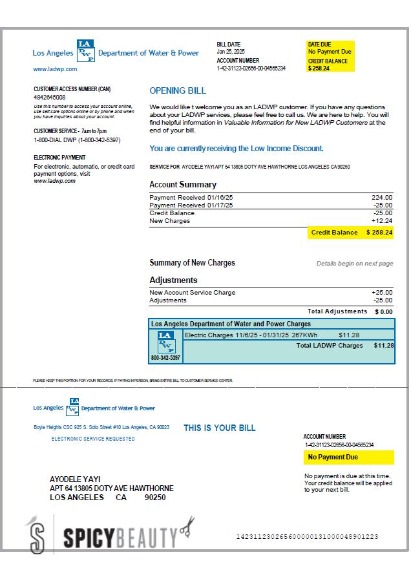 LA
DWP
Los Angeles Department of Water & Power
www.ladwp.com
BILL DATE
Jan 25, 2025
ACCOUNT NUMBER
1-42-31123-02656-00-04565234
DATE DUE
No Payment Due
CREDIT BALANCE
$ 258.24
CUSTOMER ACCESS NUMBER (CAN)
Use this number to access your account online,
use self-care options online or by phone and when
you have inquiries about your account.
CUSTOMER SERVICE - 7am to 7pm
1-800-DIAL DWP (1-800-342-5397)
ELECTRONIC PAYMENT
For electronic, automatic, or credit card
payment options, visit
www.ladwp.com
OPENING BILL
We would like t welcome you as an LADWP customer. If you have any questions
about your LADWP services, please feel free to call us. We are here to help. You will
find helpful information in Valuable Information for New LADWP Customers at the
end of your bill.
You are currently receiving the Low Income Discount.
SERVICE FOR AYODELE YAYI APT 64 13805 DOTY AVE HAWTHORNE LOS ANGELES CA 90250
Account Summary
Payment Received 01/16/25 224.00
Payment Received 01/17/25 -25.00
Credit Balance -25.00
New Charges +12.24
Credit Balance $ 258.24
Summary of New Charges Details begin on next page
Adjustments
New Account Service Charge +25.00
Adjustments -25.00
Total Adjustments $ 0.00
Los Angeles Department of Water and Power Charges
LA
DWP
800-342-5397
Electric Charges 11/6/25 - 01/31/25 267KWh $11.28
Total LADWP Charges $11.28
PLEASE KEEP THIS PORTION FOR YOUR RECORDS. IF PAYING IN PERSON, BRING ENTIRE BILL TO CUSTOMER SERVICE CENTER.
Los Angeles Department of Water & Power
LA
DWP
Boyle Heights CSC 925 S. Soto Street #10 Los Angeles, CA 90023
ELECTRONIC SERVICE REQUESTED
THIS IS YOUR BILL
ACCOUNT NUMBER
1-42-31123-02656-00-04565234
No Payment Due
No payment is due at this time.
Your credit balance will be applied
to your next bill.
AYODELE YAYI
APT 64 13805 DOTY AVE HAWTHORNE
LOS ANGELES CA 90250
S SPICYBEAUTY
14231123026560000013100004 8901223